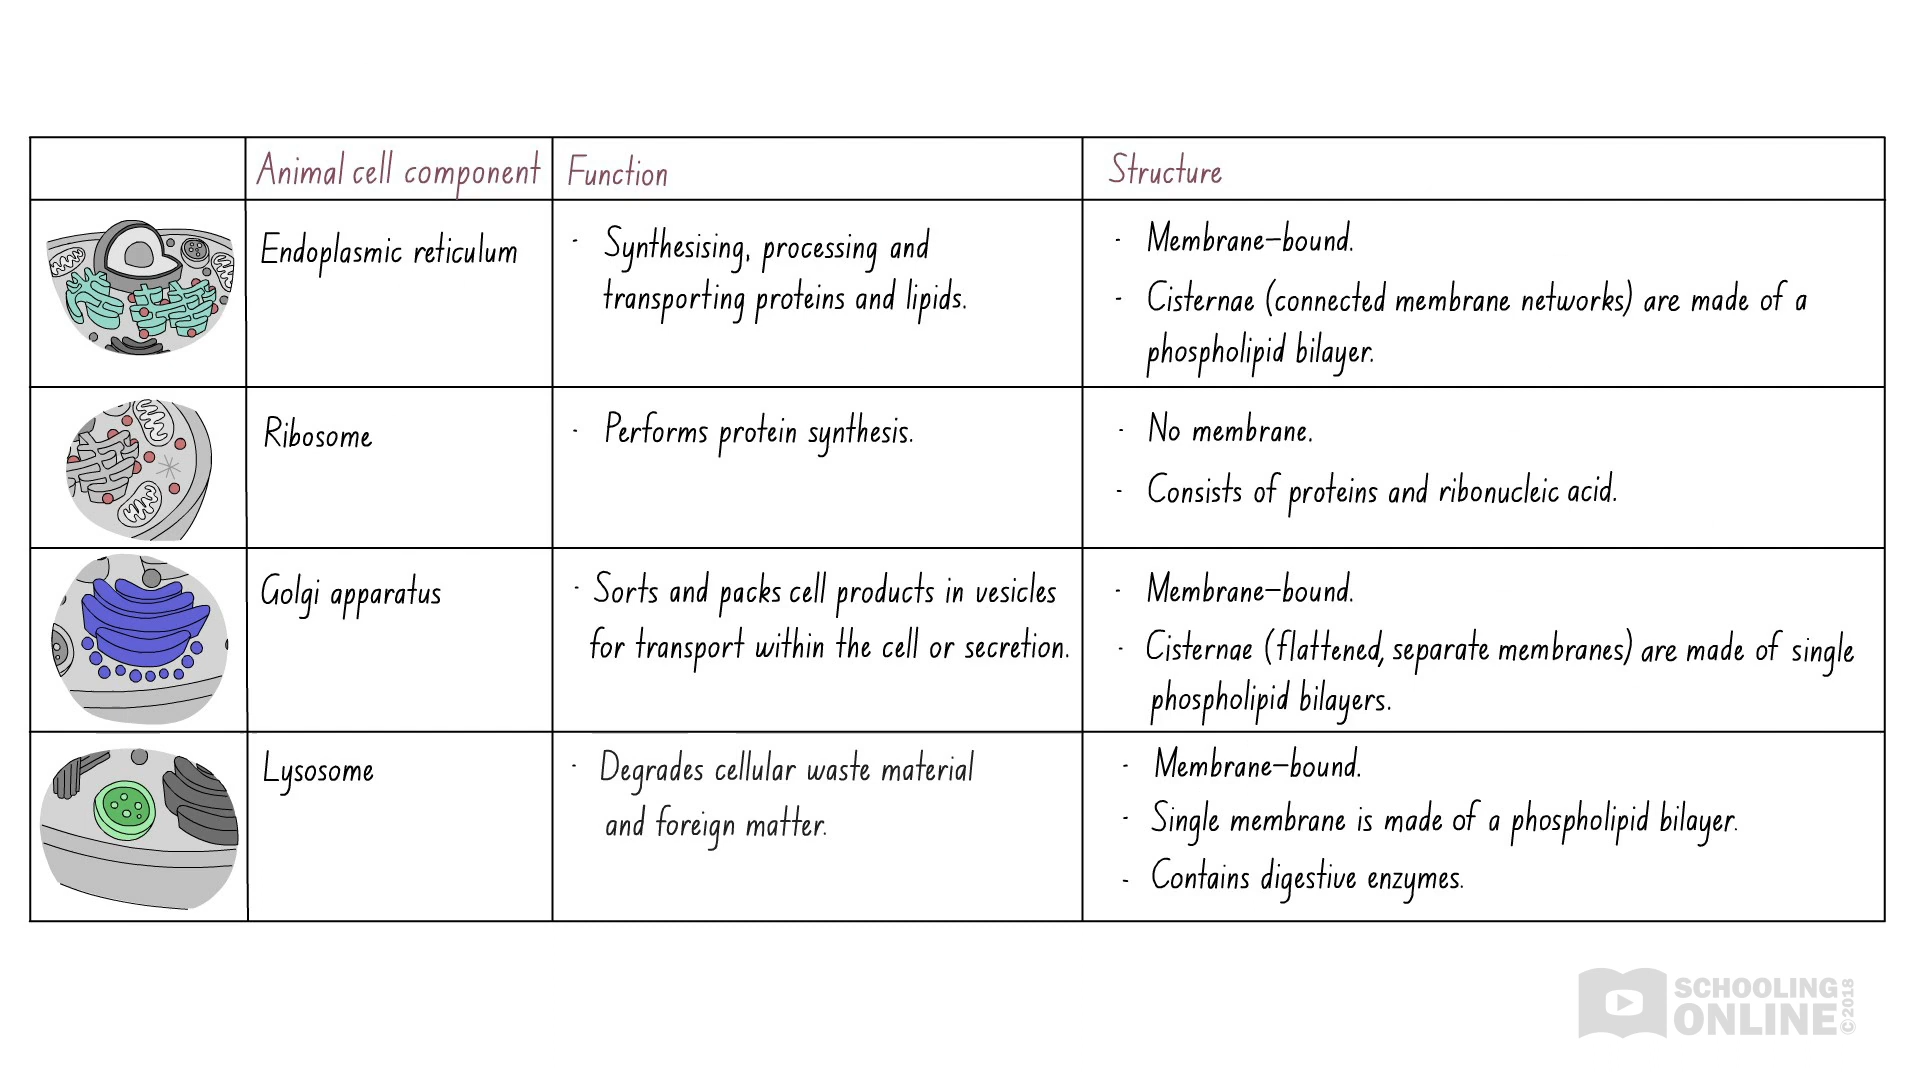 Animal cell component
Function
Structure
Endoplasmic reticulum
- Synthesising, processing and
transporting proteins and lipids.
- Membrane-bound.
- Cisternae (connected membrane networks) are made of a
phospholipid bilayer.
Ribosome
- Performs protein synthesis.
- No membrane.
- Consists of proteins and ribonucleic acid.
Golgi apparatus
- Sorts and packs cell products in vesicles
for transport within the cell or secretion.
- Membrane-bound.
- Cisternae (flattened, separate membranes) are made of single
phospholipid bilayers.
Lysosome
- Degrades cellular waste material
and foreign matter.
- Membrane-bound.
- Single membrane is made of a phospholipid bilayer.
- Contains digestive enzymes.
SCHOOLING
ONLINE
©2018